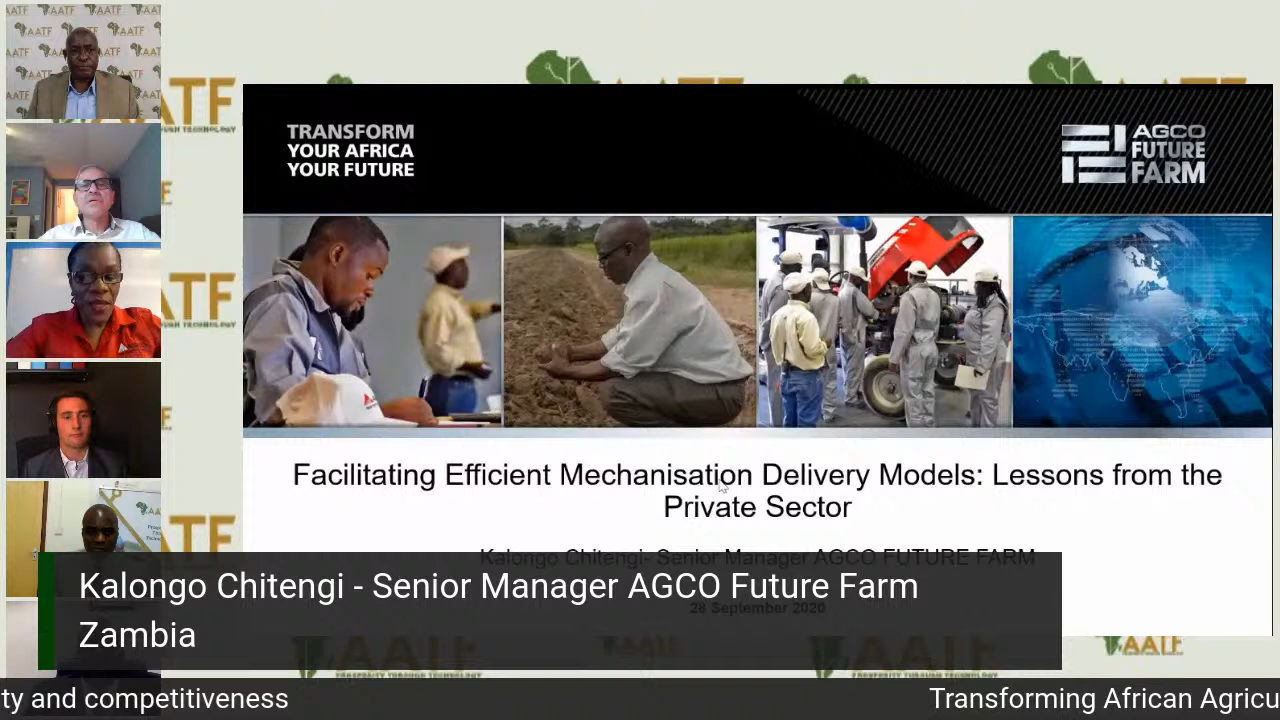 TRANSFORM
YOUR AFRICA
YOUR FUTURE
AGCO
FUTURE
FARM
Facilitating Efficient Mechanisation Delivery Models: Lessons from the
Private Sector
Kalongo Chitengi- Senior Manager AGCO FUTURE FARM
28 September 2020
Kalongo Chitengi - Senior Manager AGCO Future Farm
Zambia
ty and competitiveness
Transforming African Agricu
AATF